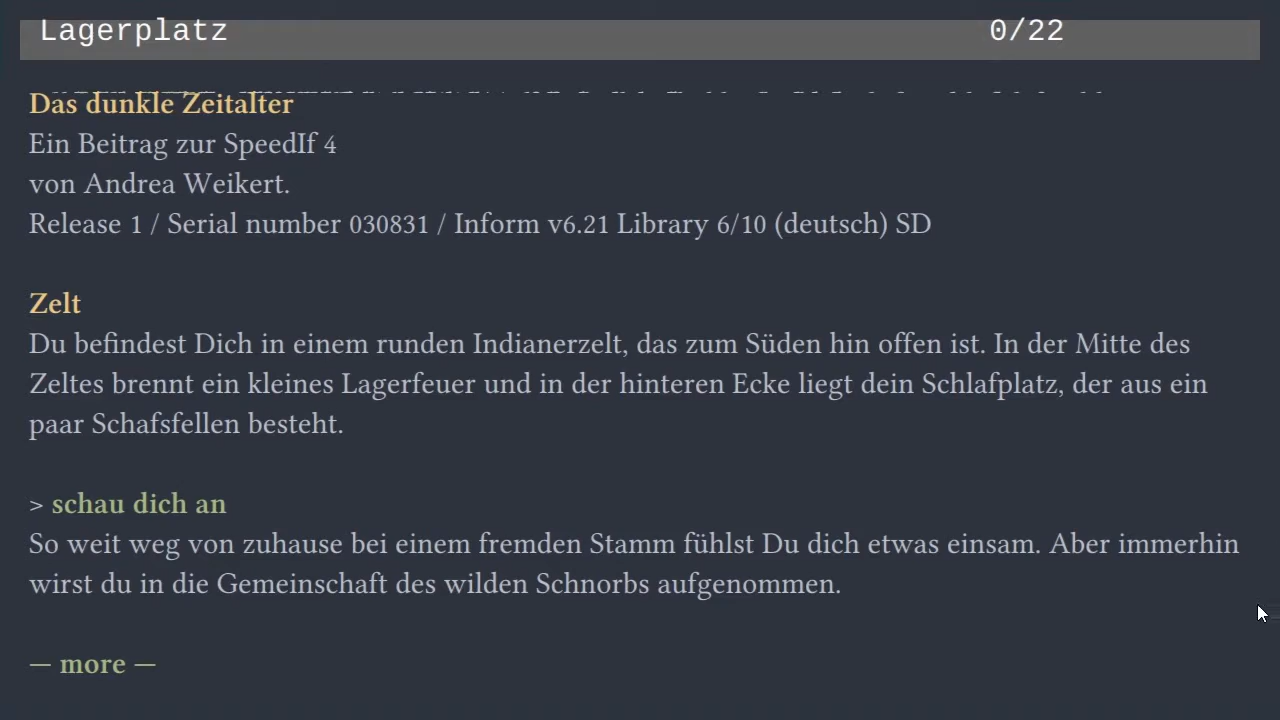 Lagerplatz 0/22
Das dunkle Zeitalter
Ein Beitrag zur SpeedIf 4
von Andrea Weikert.
Release 1 / Serial number 030831 / Inform v6.21 Library 6/10 (deutsch) SD
Zelt
Du befindest Dich in einem runden Indianerzelt, das zum Süden hin offen ist. In der Mitte des
Zeltes brennt ein kleines Lagerfeuer und in der hinteren Ecke liegt dein Schlafplatz, der aus ein
paar Schafsfellen besteht.
> schau dich an
So weit weg von zuhause bei einem fremden Stamm fühlst Du dich etwas einsam. Aber immerhin
wirst du in die Gemeinschaft des wilden Schnorbs aufgenommen.
— more —